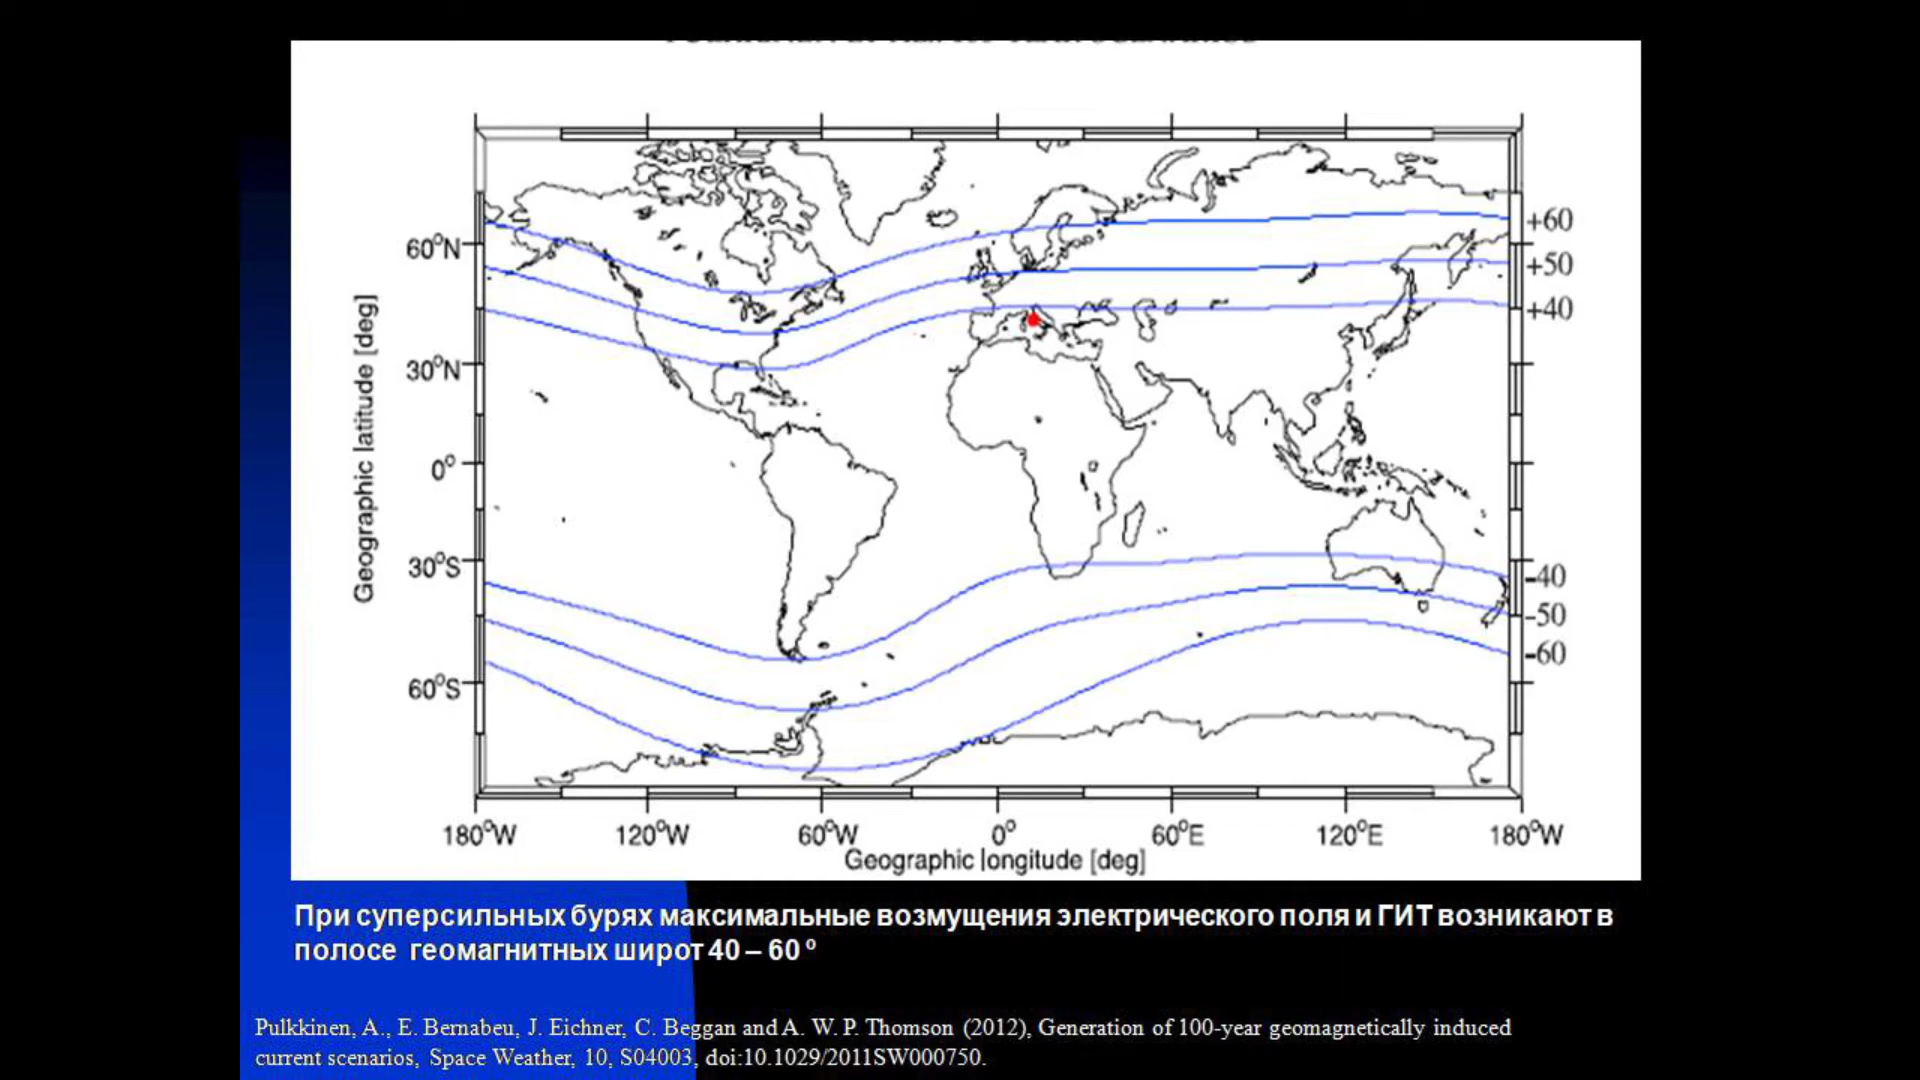 60°N
30°N
0°
30°S
60°S
Geographic latitude [deg]
+60
+50
+40
-40
-50
-60
180°W 120°W 60°W 0° 60°E 120°E 180°W
Geographic longitude [deg]
При суперсильных бурях максимальные возмущения электрического поля и ГИТ возникают в
полосе геомагнитных широт 40 – 60 º
Pulkkinen, A., E. Bernabeu, J. Eichner, C. Beggan and A. W. P. Thomson (2012), Generation of 100-year geomagnetically induced
current scenarios, Space Weather, 10, S04003, doi:10.1029/2011SW000750.